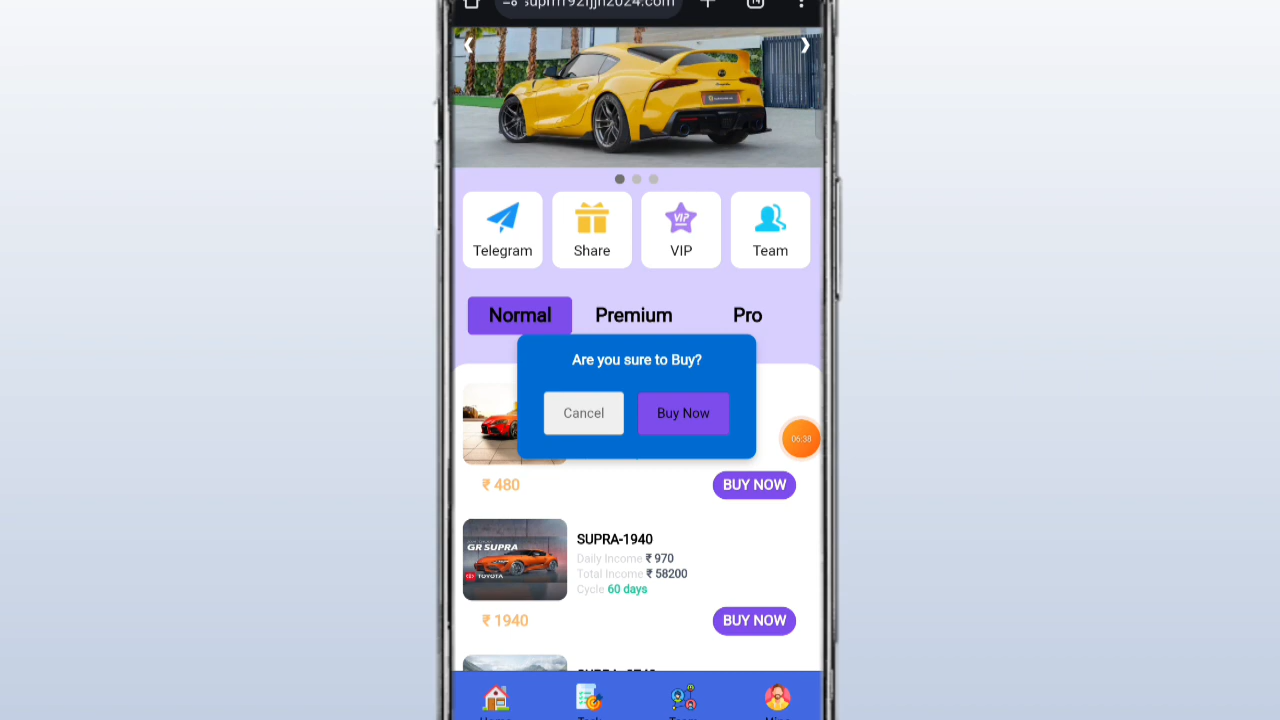 Telegram
Share
VIP
VIP
Team
Normal
Premium
Pro
Are you sure to Buy?
Cancel
Buy Now
06:38
₹ 480
BUY NOW
GR SUPRA
TOYOTA
SUPRA-1940
Daily Income ₹ 970
Total Income ₹ 58200
Cycle 60 days
₹ 1940
BUY NOW